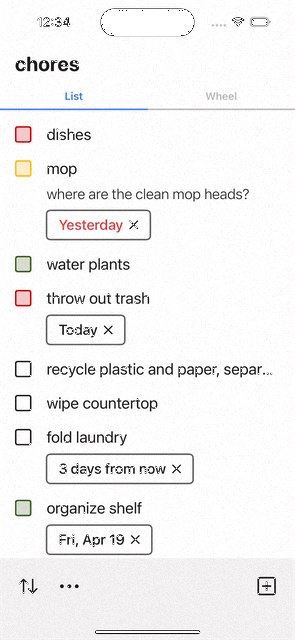 12:34
chores
List
Wheel
dishes
mop
where are the clean mop heads?
Yesterday ×
water plants
throw out trash
Today ×
recycle plastic and paper, separ...
wipe countertop
fold laundry
3 days from now ×
organize shelf
Fri, Apr 19 ×